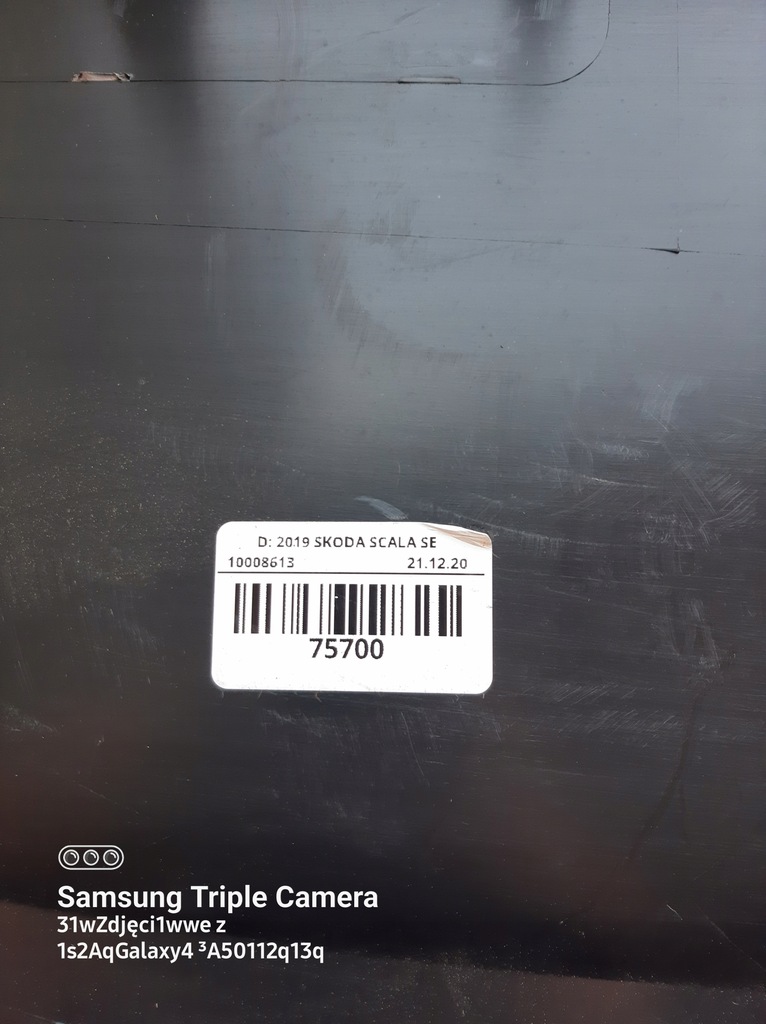 D: 2019 SKODA SCALA SE
10008613 21.12.20
75700
Samsung Triple Camera
31wZdjęci1wwe z
1s2AqGalaxy4 ³A50112q13q